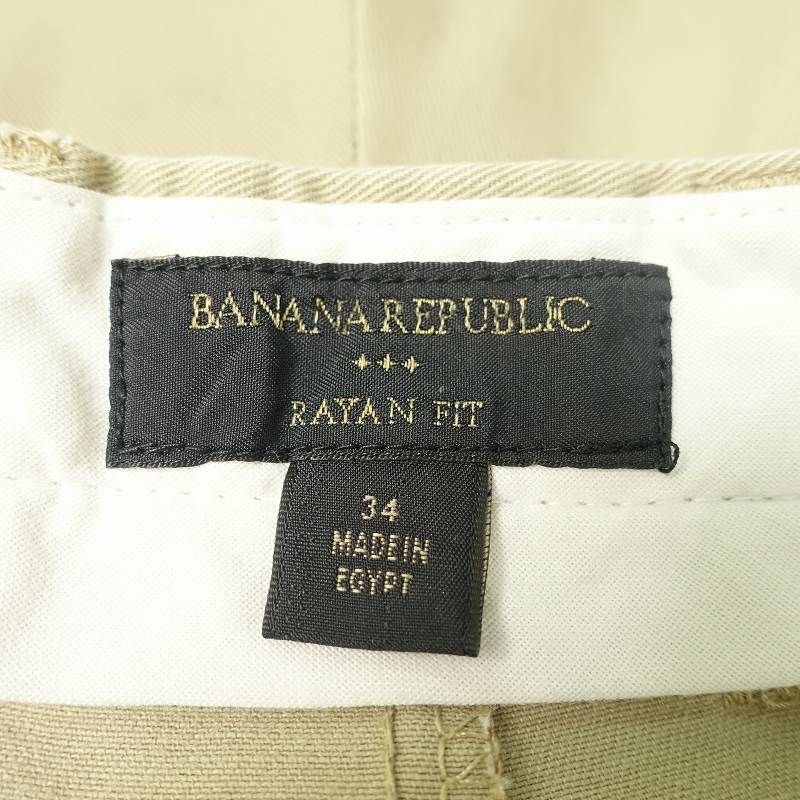 BANANA REPUBLIC
RAYAN FIT
34
MADE IN
EGYPT